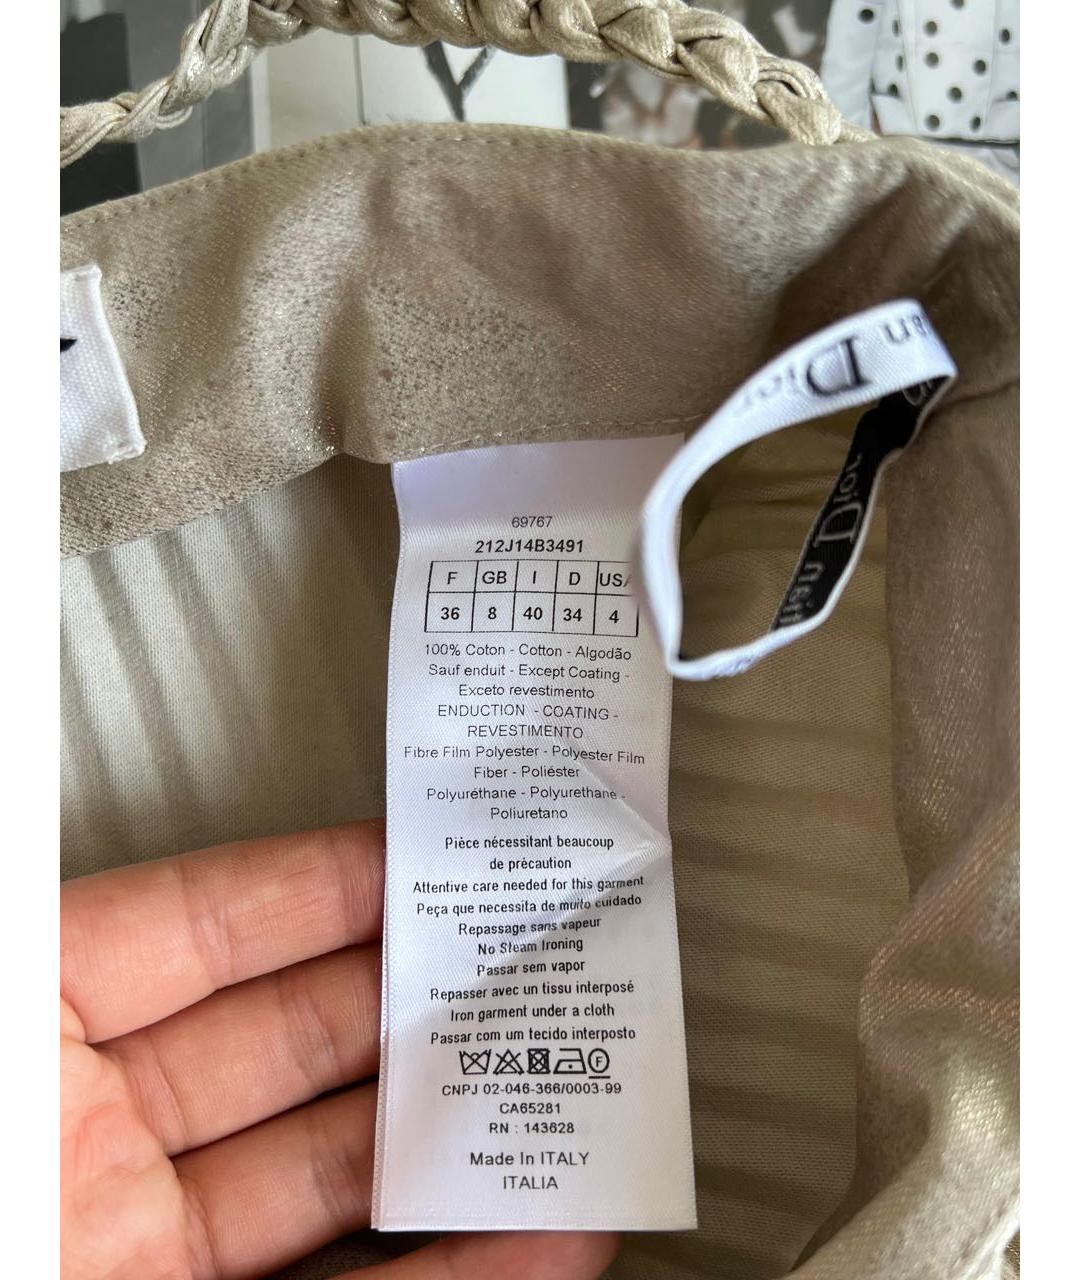 an Dior
ian Dior
69767
212J14B3491
F GB I D USA
36 8 40 34 4
100% Coton - Cotton - Algodão
Sauf enduit - Except Coating -
Exceto revestimento
ENDUCTION - COATING -
REVESTIMENTO
Fibre Film Polyester - Polyester Film
Fiber - Poliéster
Polyuréthane - Polyurethane -
Poliuretano
Pièce nécessitant beaucoup
de précaution
Attentive care needed for this garment
Peça que necessita de muito cuidado
Repassage sans vapeur
No Steam Ironing
Passar sem vapor
Repasser avec un tissu interposé
Iron garment under a cloth
Passar com um tecido interposto
F
CNPJ 02-046-366/0003-99
CA65281
RN : 143628
Made In ITALY
ITALIA